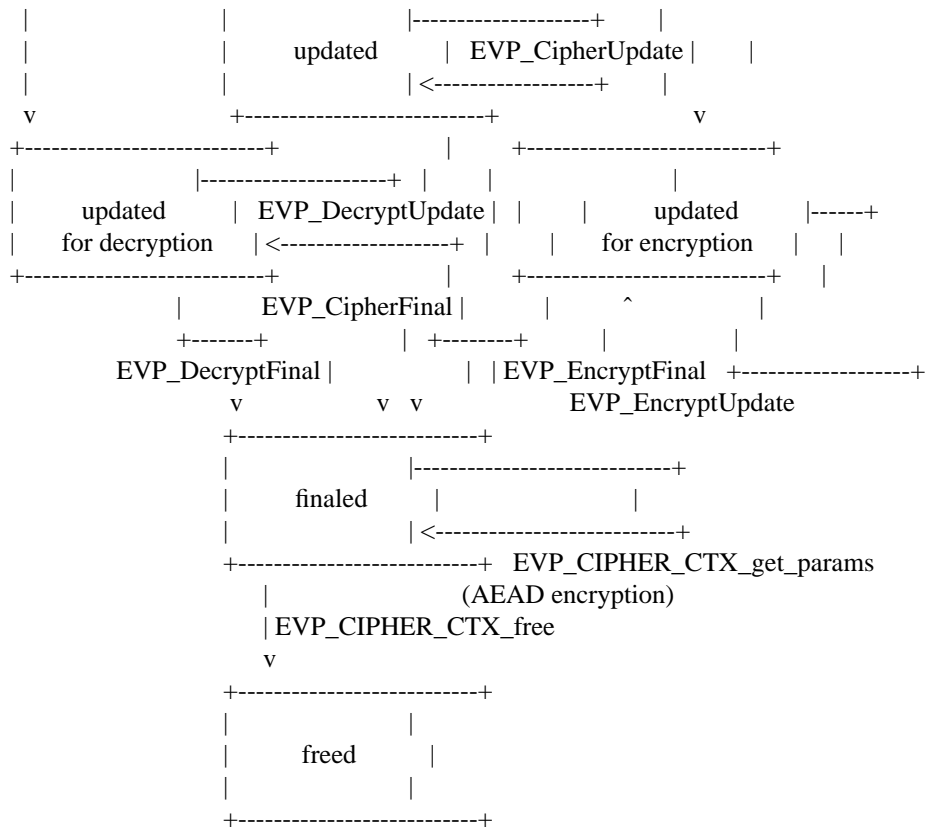 |                          |                        |--------------------+         |
|                          |         updated         |   EVP_CipherUpdate |       |
|                          |                        | <------------------+        |
v                          +---------------------------+                           v
+---------------------------+                       |        +---------------------------+
|                        |---------------------+   |        |                        |
|         updated         |   EVP_DecryptUpdate |   |        |         updated         |------+
|      for decryption     | <-------------------+   |        |      for encryption     |    |
+---------------------------+                       |        +---------------------------+      |
|            EVP_CipherFinal |            |        ^                 |
+-------+                  |   +--------+          |                 |
EVP_DecryptFinal |                  |   | EVP_EncryptFinal   +-------------------+
v                  v   v                    EVP_EncryptUpdate
+---------------------------+
|                        |-----------------------------+
|         finaled         |                        |
|                        | <---------------------------+
+---------------------------+   EVP_CIPHER_CTX_get_params
|                      (AEAD encryption)
| EVP_CIPHER_CTX_free
v
+---------------------------+
|                        |
|          freed          |
|                        |
+---------------------------+